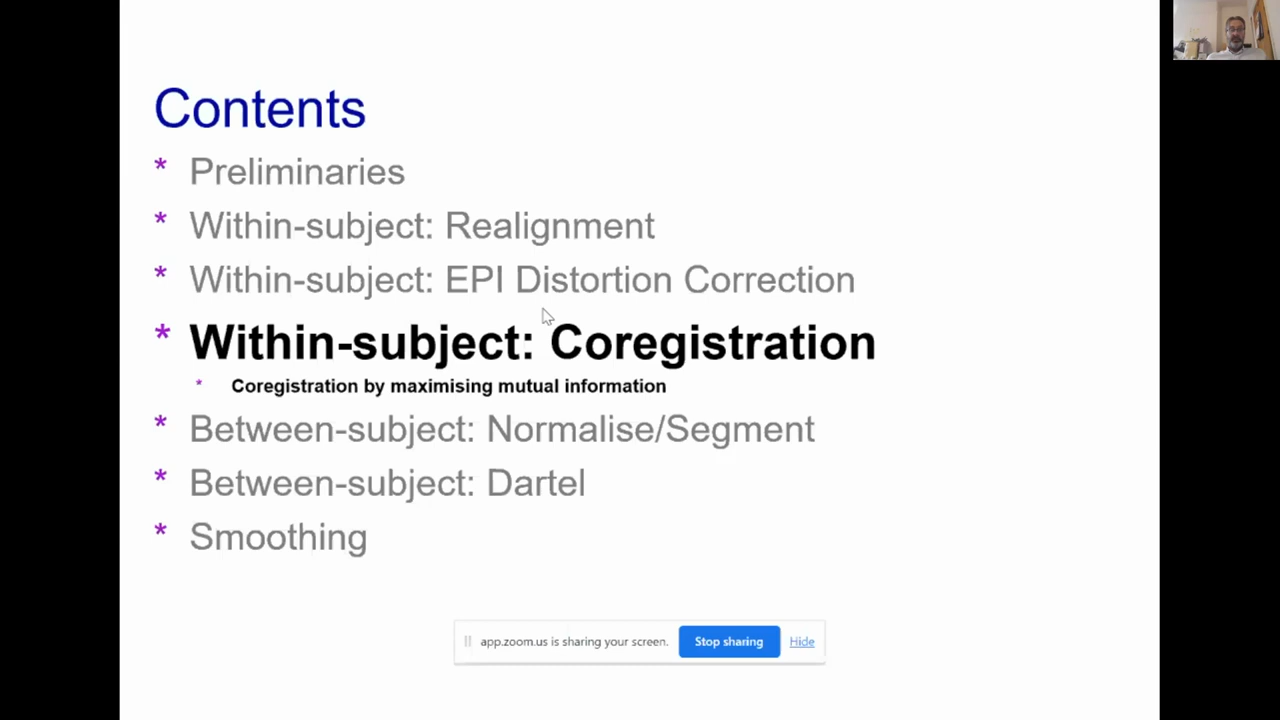 Contents
* Preliminaries
* Within-subject: Realignment
* Within-subject: EPI Distortion Correction
* Within-subject: Coregistration
* Coregistration by maximising mutual information
* Between-subject: Normalise/Segment
* Between-subject: Dartel
* Smoothing
app.zoom.us is sharing your screen. Stop sharing Hide